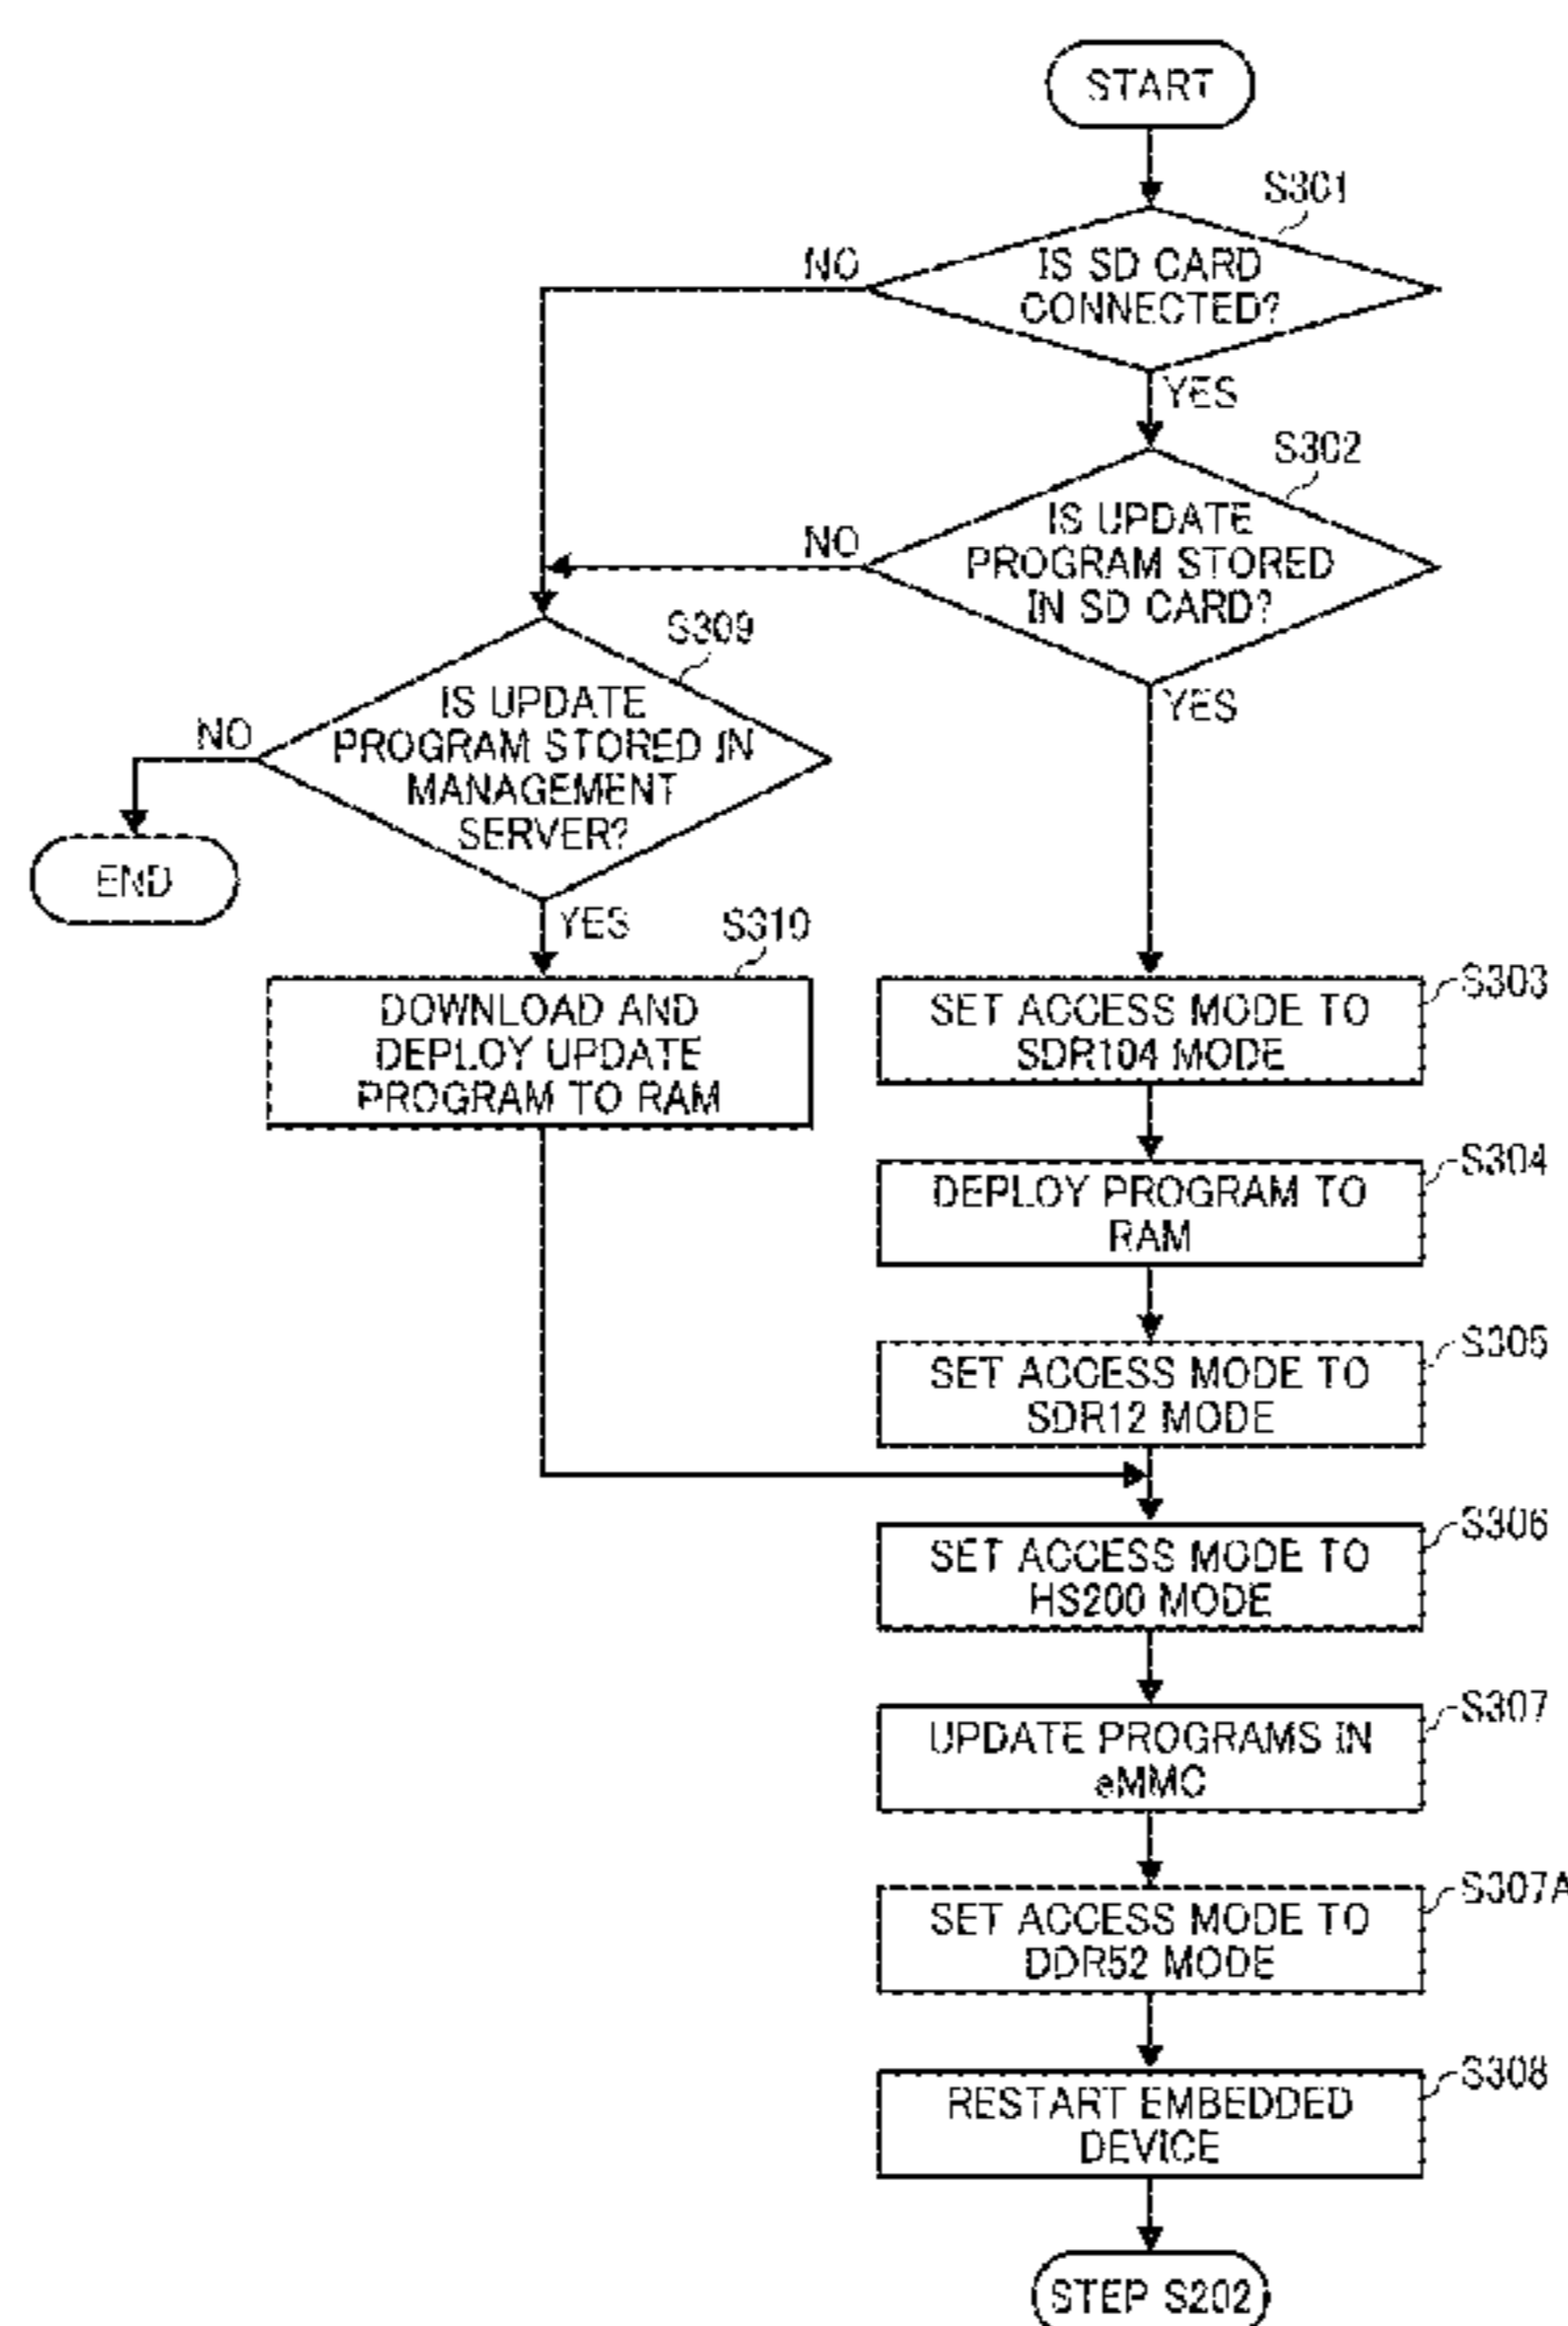 START
S301
IS SD CARD
CONNECTED?
NO
YES
S302
IS UPDATE
PROGRAM STORED
IN SD CARD?
NO
YES
S309
IS UPDATE
PROGRAM STORED IN
MANAGEMENT
SERVER?
NO
END
YES
S310
DOWNLOAD AND
DEPLOY UPDATE
PROGRAM TO RAM
S303
SET ACCESS MODE TO
SDR104 MODE
S304
DEPLOY PROGRAM TO
RAM
S305
SET ACCESS MODE TO
SDR12 MODE
S306
SET ACCESS MODE TO
HS200 MODE
S307
UPDATE PROGRAMS IN
eMMC
S307A
SET ACCESS MODE TO
DDR52 MODE
S308
RESTART EMBEDDED
DEVICE
STEP S202